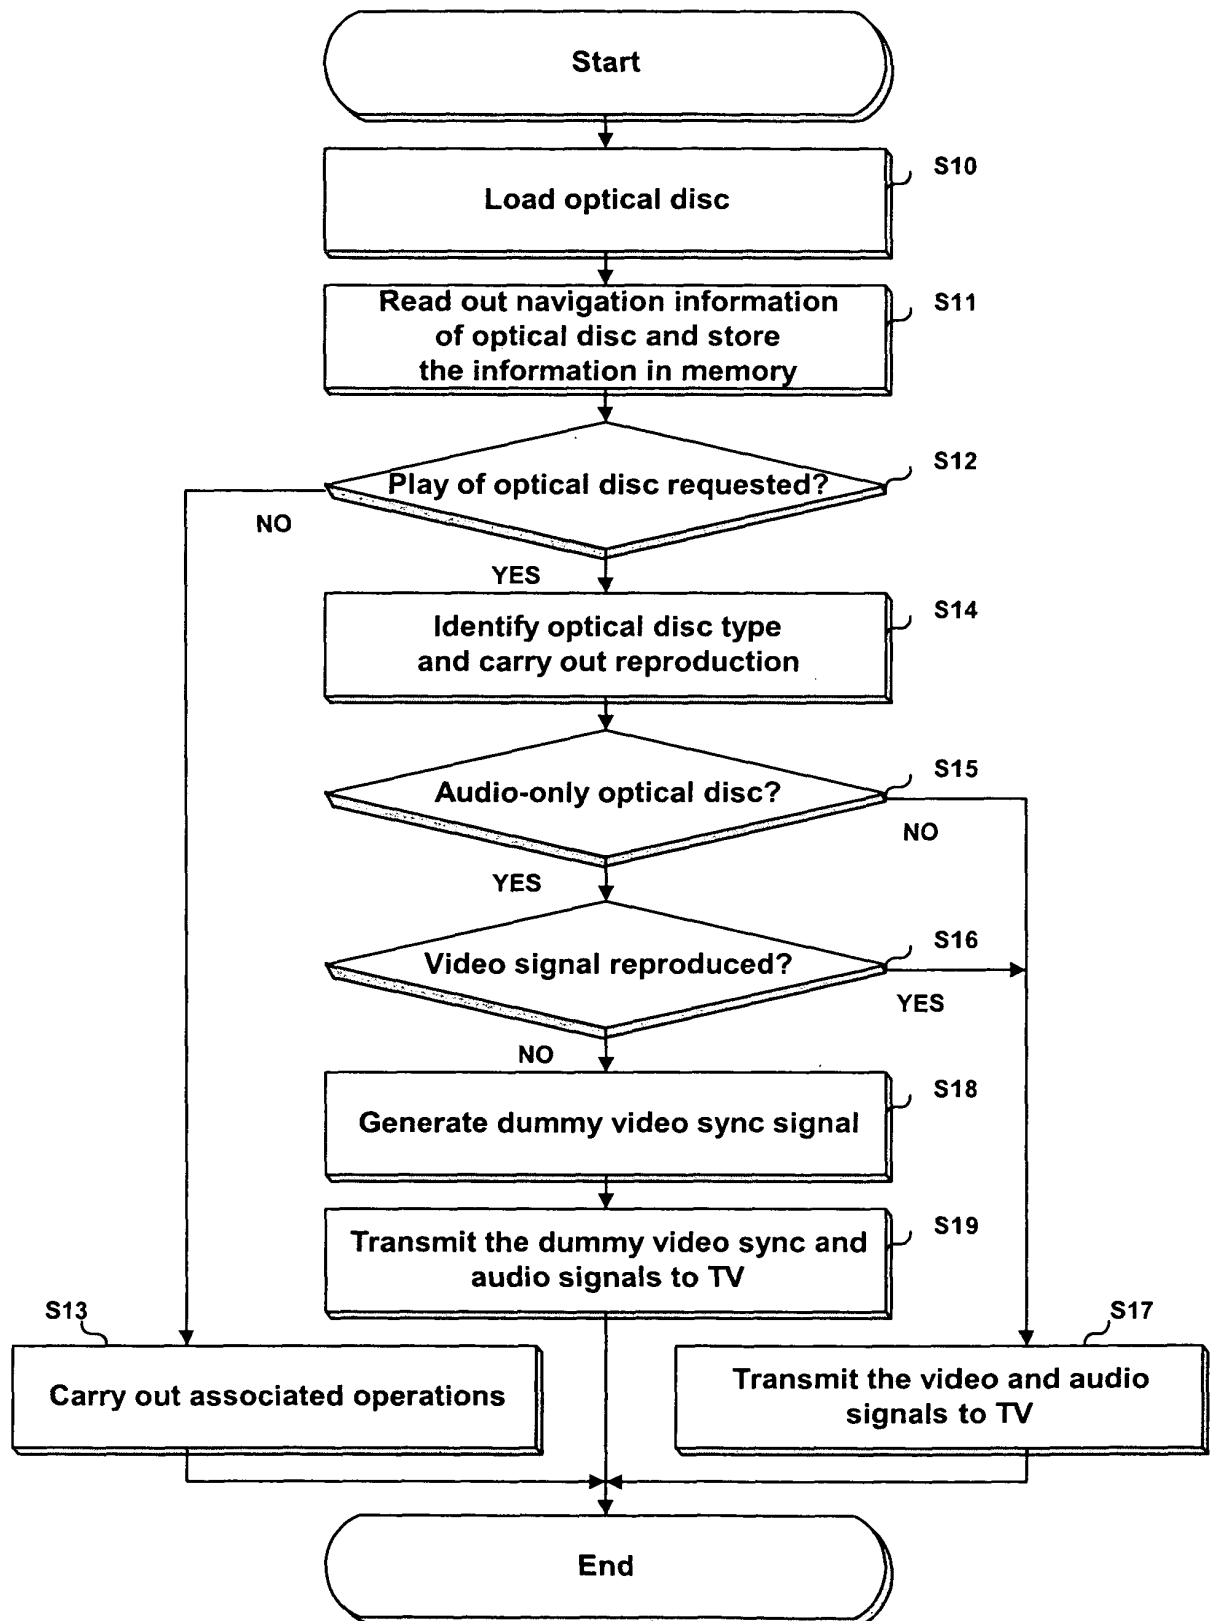 Start
S10
Load optical disc
S11
Read out navigation information
of optical disc and store
the information in memory
S12
Play of optical disc requested?
NO
YES
S14
Identify optical disc type
and carry out reproduction
S15
Audio-only optical disc?
NO
YES
S16
Video signal reproduced?
YES
NO
S18
Generate dummy video sync signal
S19
Transmit the dummy video sync and
audio signals to TV
S13
Carry out associated operations
S17
Transmit the video and audio
signals to TV
End